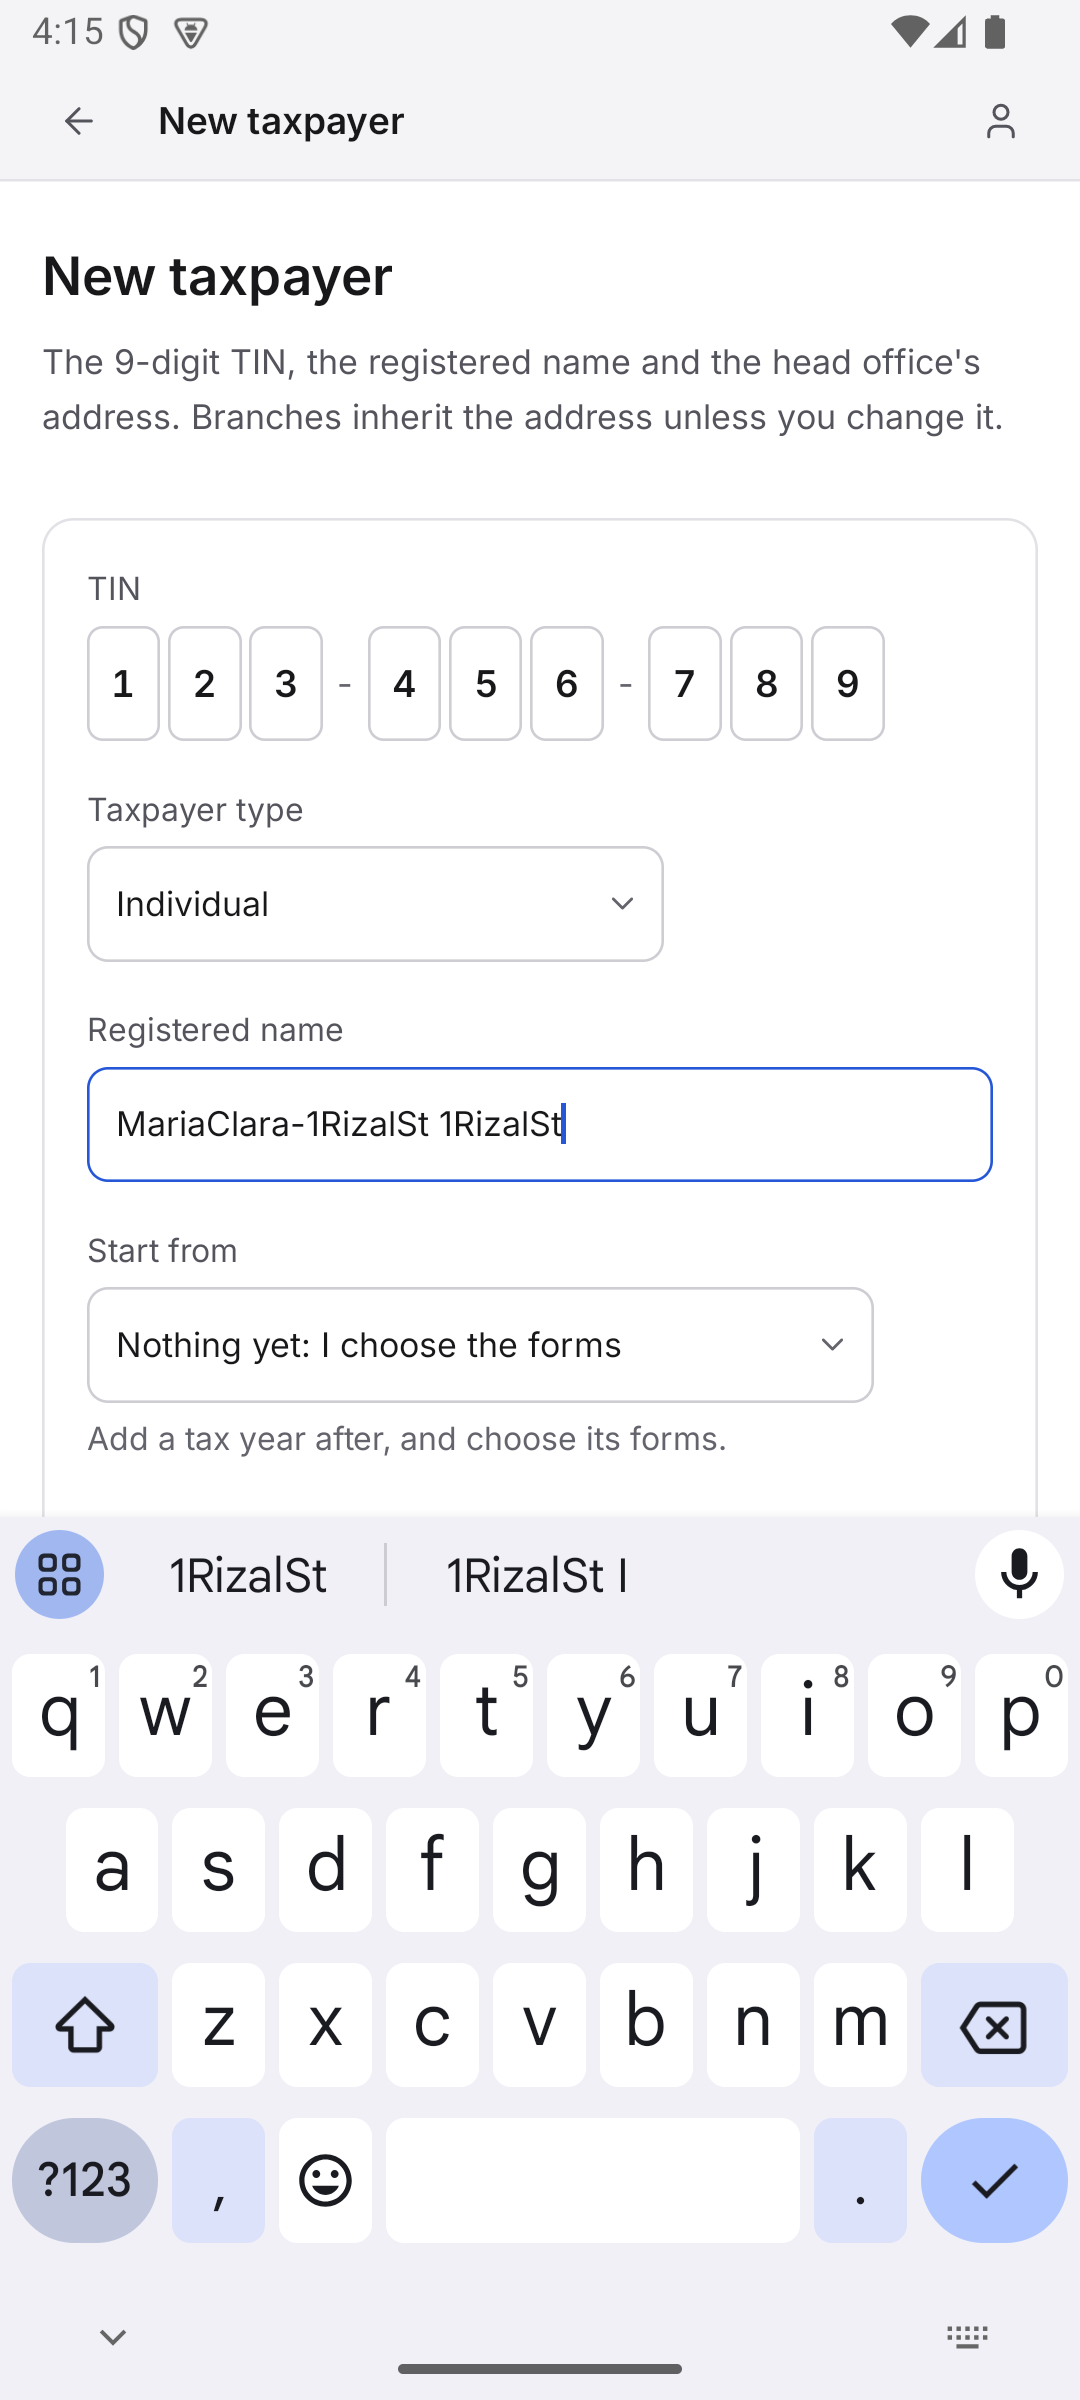 4:15
New taxpayer
New taxpayer
The 9-digit TIN, the registered name and the head office's
address. Branches inherit the address unless you change it.
TIN
1 2 3 - 4 5 6 - 7 8 9
Taxpayer type
Individual
Registered name
MariaClara-1RizalSt 1RizalSt
Start from
Nothing yet: I choose the forms
Add a tax year after, and choose its forms.
1RizalSt 1RizalSt I
q 1 w 2 e 3 r 4 t 5 y 6 u 7 i 8 o 9 p 0
a s d f g h j k l
z x c v b n m
?123 , .